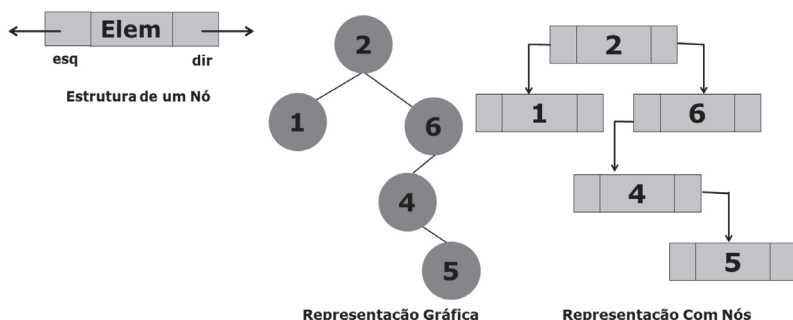 Elem
esq
dir
Estrutura de um Nó
2
1
6
4
5
Representação Gráfica
2
1
6
4
5
Representação Com Nós